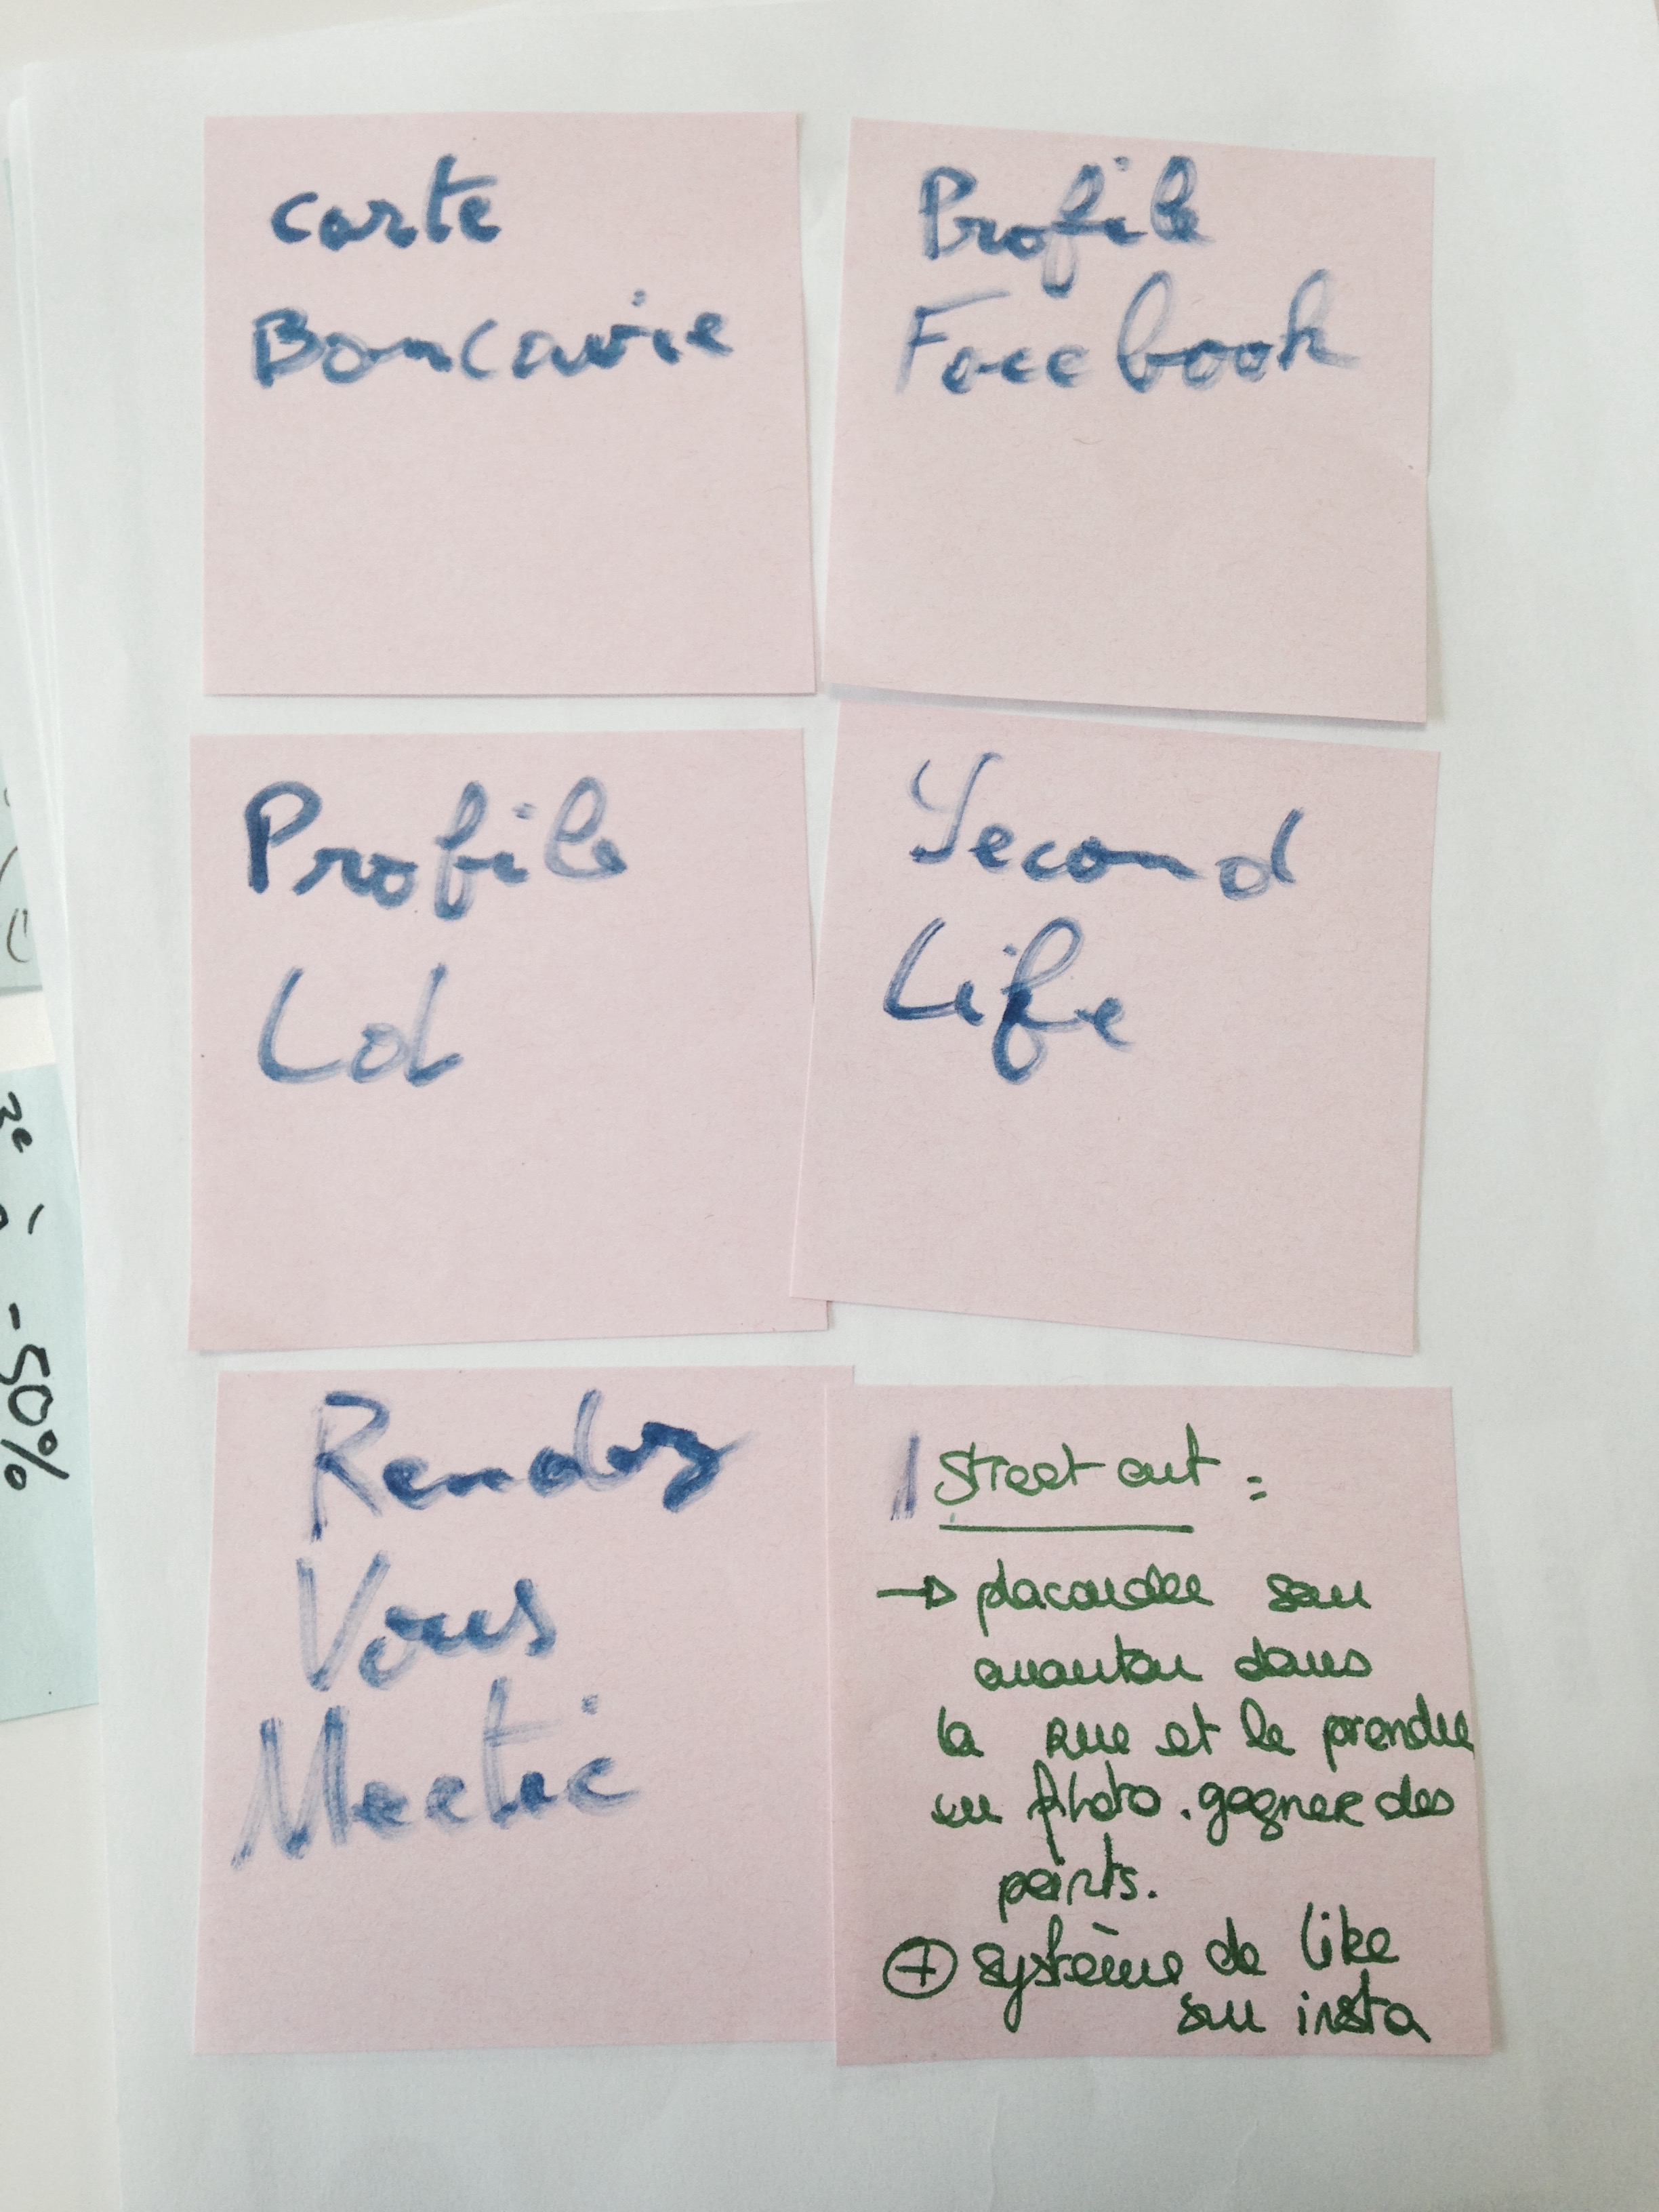 carte
Bancaire
Profile
Facebook
Profile
LoL
Second
Life
Rendez
Vous
Meetic
Street art :
→ placarder son
avatar dans
la rue et le prendre
en photo. gagner des
points.
⊕ système de like
sur insta
3e
- 50%